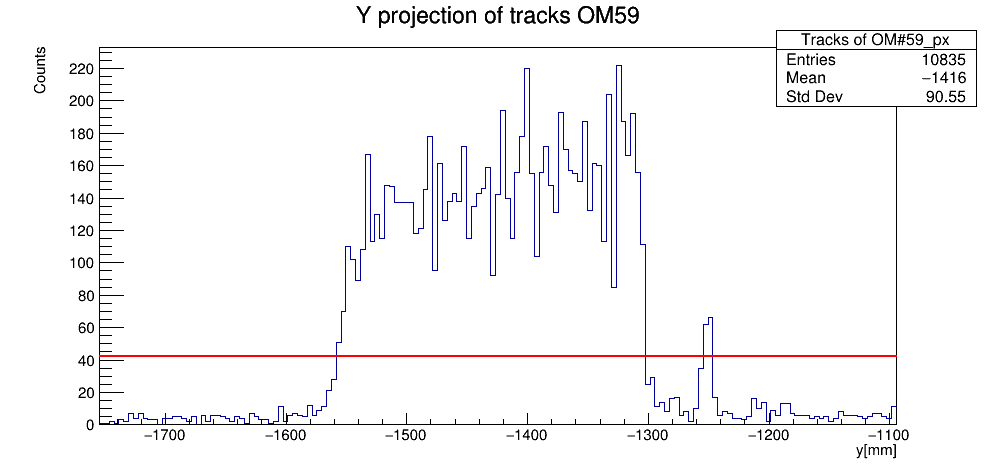 Y projection of tracks OM59
Tracks of OM#59_px
Entries 10835
Mean −1416
Std Dev 90.55
Counts
220
200
180
160
140
120
100
80
60
40
20
0
−1700 −1600 −1500 −1400 −1300 −1200 −1100
y[mm]